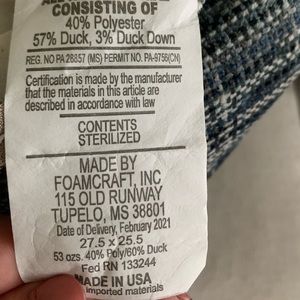 CONSISTING OF
40% Polyester
57% Duck, 3% Duck Down
REG. NO PA 28857 (MS) PERMIT NO. PA-9756(CN)
Certification is made by the manufacturer
that the materials in this article are
described in accordance with law
CONTENTS
STERILIZED
MADE BY
FOAMCRAFT, INC
115 OLD RUNWAY
TUPELO, MS 38801
Date of Delivery, February 2021
27.5 x 25.5
53 ozs. 40% Poly/60% Duck
Fed RN 133244
MADE IN USA
imported materials